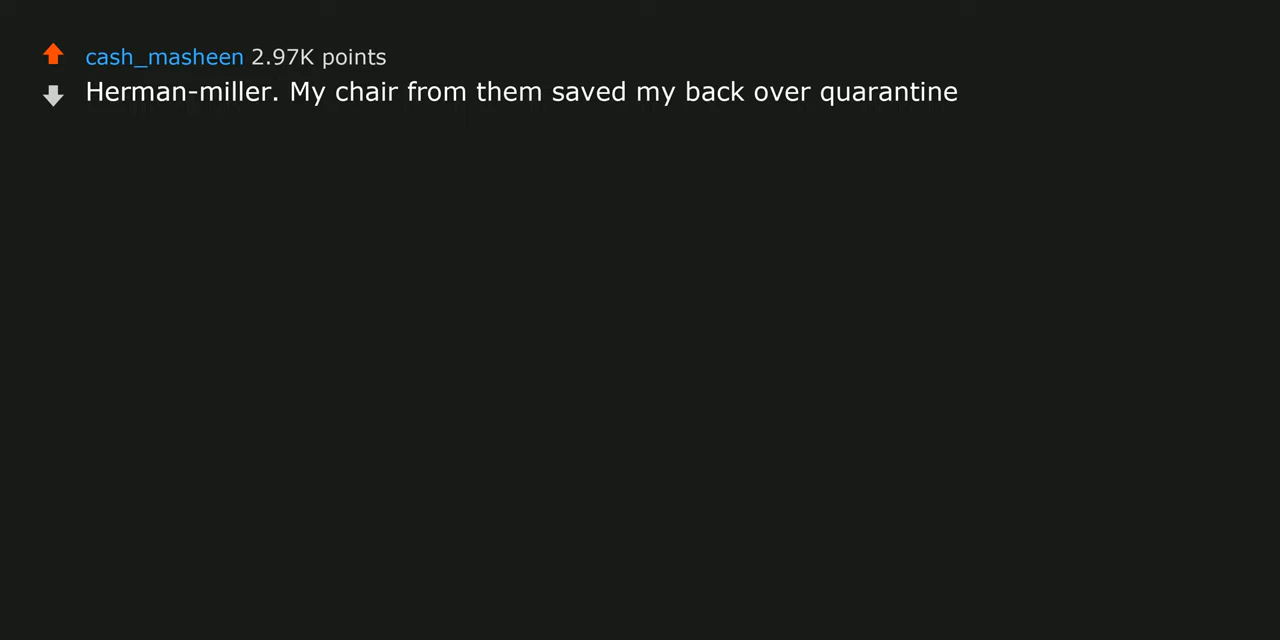 cash_masheen 2.97K points
Herman-miller. My chair from them saved my back over quarantine